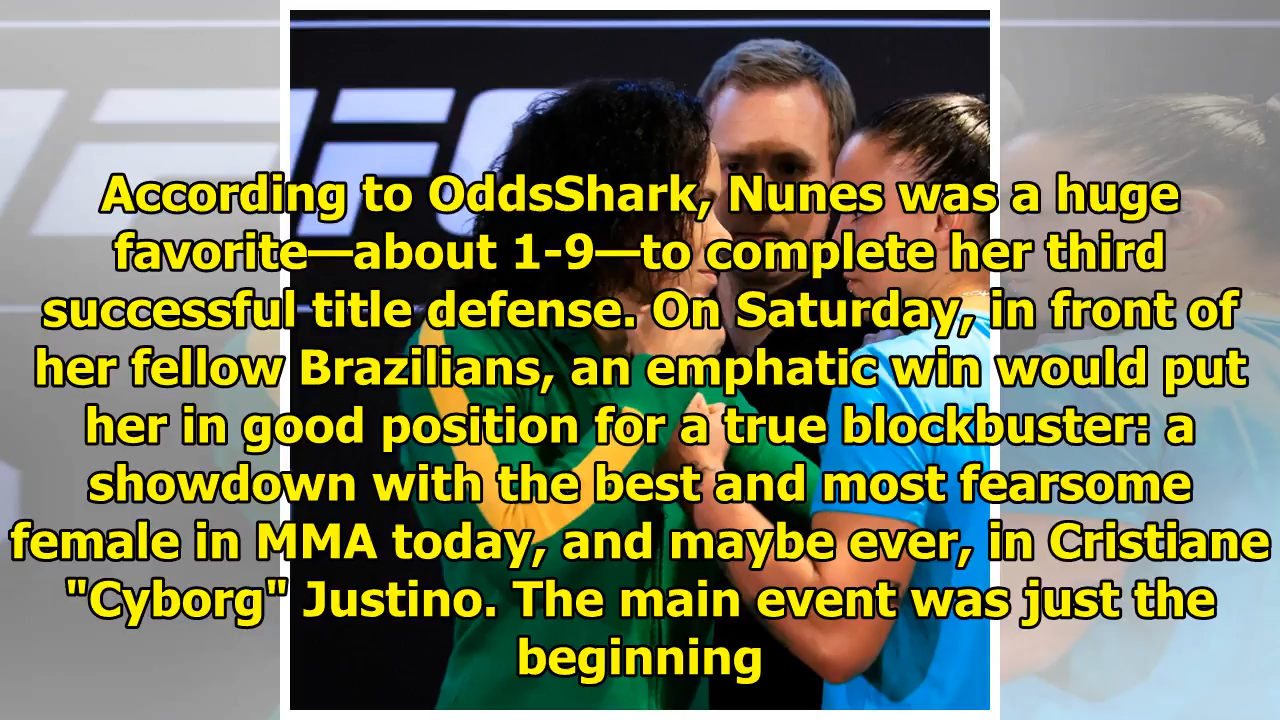 UFC
According to OddsShark, Nunes was a huge
favorite—about 1-9—to complete her third
successful title defense. On Saturday, in front of
her fellow Brazilians, an emphatic win would put
her in good position for a true blockbuster: a
showdown with the best and most fearsome
female in MMA today, and maybe ever, in Cristiane
"Cyborg" Justino. The main event was just the
beginning